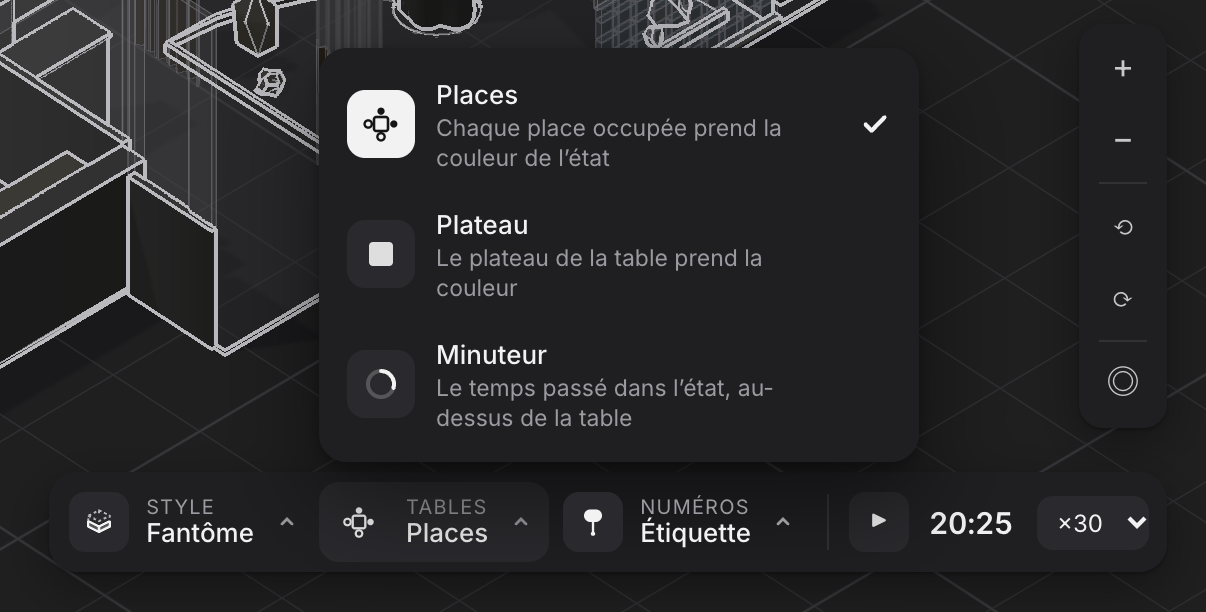 Places
Chaque place occupée prend la
couleur de l’état
Plateau
Le plateau de la table prend la
couleur
Minuteur
Le temps passé dans l’état, au-
dessus de la table
STYLE
Fantôme
TABLES
Places
NUMÉROS
Étiquette
20:25
×30